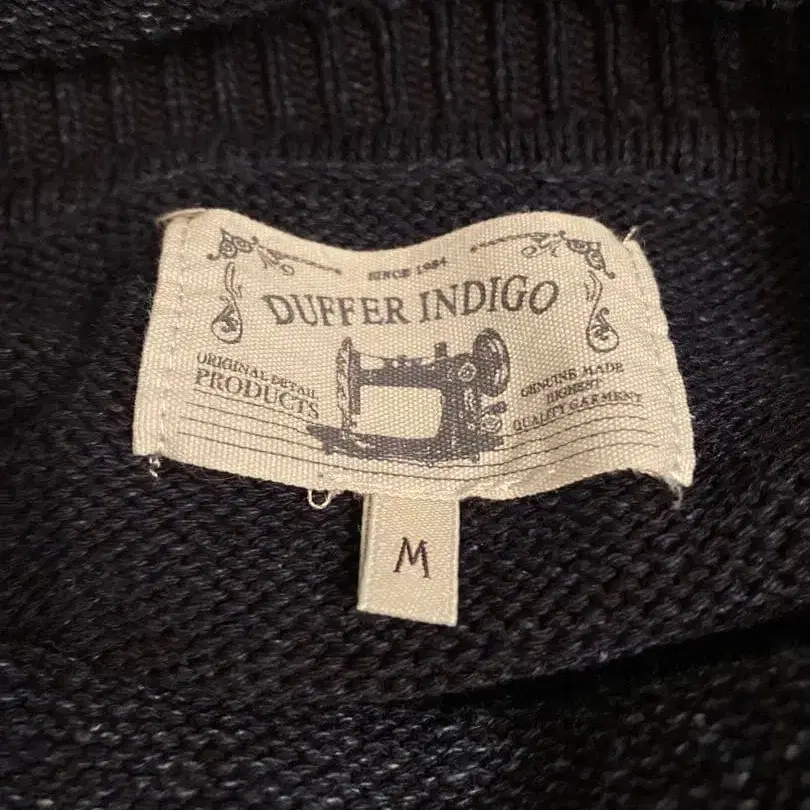 SINCE 1984
DUFFER INDIGO
ORIGINAL DETAIL
PRODUCTS
GENUINE MADE
HIGHEST
QUALITY GARMENT
M